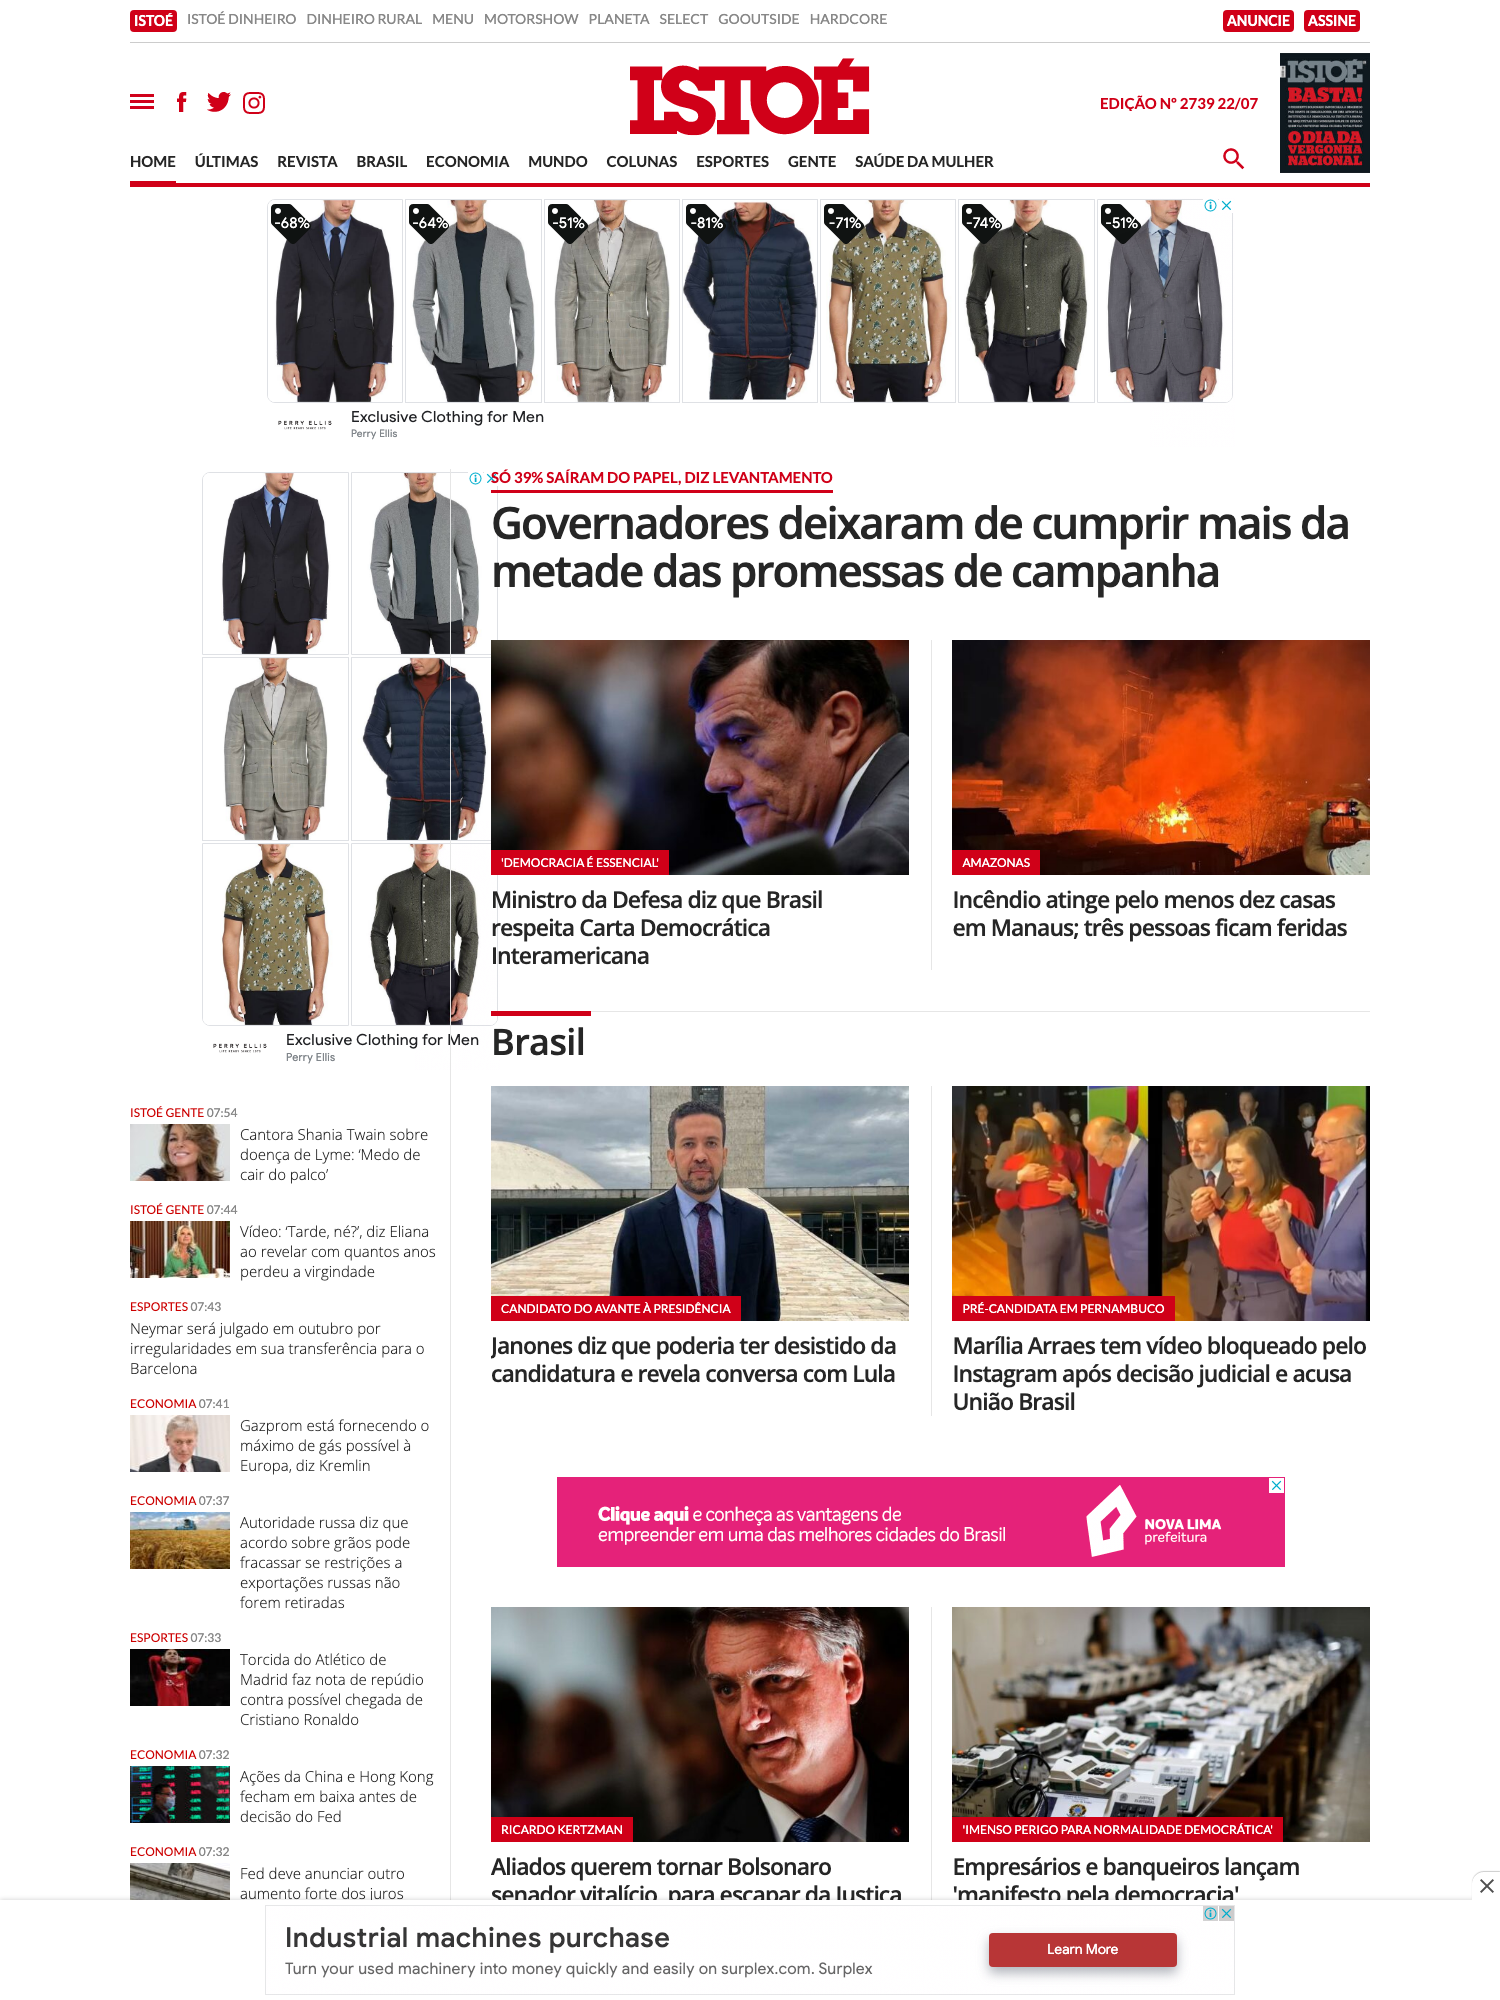 ISTOÉ ISTOÉ DINHEIRO DINHEIRO RURAL MENU MOTORSHOW PLANETA SELECT GOOUTSIDE HARDCORE ANUNCIE ASSINE
ISTOÉ
EDIÇÃO Nº 2739 22/07
ISTOÉ
BASTA!
O DIA DA
VERGONHA
NACIONAL
HOME ÚLTIMAS REVISTA BRASIL ECONOMIA MUNDO COLUNAS ESPORTES GENTE SAÚDE DA MULHER
-68% -64% -51% -81% -71% -74% -51%
PERRY ELLIS
Exclusive Clothing for Men
Perry Ellis
PERRY ELLIS
Exclusive Clothing for Men
Perry Ellis
ISTOÉ GENTE 07:54
Cantora Shania Twain sobre
doença de Lyme: ‘Medo de
cair do palco’
ISTOÉ GENTE 07:44
Vídeo: ‘Tarde, né?’, diz Eliana
ao revelar com quantos anos
perdeu a virgindade
ESPORTES 07:43
Neymar será julgado em outubro por
irregularidades em sua transferência para o
Barcelona
ECONOMIA 07:41
Gazprom está fornecendo o
máximo de gás possível à
Europa, diz Kremlin
ECONOMIA 07:37
Autoridade russa diz que
acordo sobre grãos pode
fracassar se restrições a
exportações russas não
forem retiradas
ESPORTES 07:33
Torcida do Atlético de
Madrid faz nota de repúdio
contra possível chegada de
Cristiano Ronaldo
ECONOMIA 07:32
Ações da China e Hong Kong
fecham em baixa antes de
decisão do Fed
ECONOMIA 07:32
Fed deve anunciar outro
aumento forte dos juros
SÓ 39% SAÍRAM DO PAPEL, DIZ LEVANTAMENTO
Governadores deixaram de cumprir mais da
metade das promessas de campanha
'DEMOCRACIA É ESSENCIAL'
Ministro da Defesa diz que Brasil
respeita Carta Democrática
Interamericana
AMAZONAS
Incêndio atinge pelo menos dez casas
em Manaus; três pessoas ficam feridas
Brasil
CANDIDATO DO AVANTE À PRESIDÊNCIA
Janones diz que poderia ter desistido da
candidatura e revela conversa com Lula
PRÉ-CANDIDATA EM PERNAMBUCO
Marília Arraes tem vídeo bloqueado pelo
Instagram após decisão judicial e acusa
União Brasil
Clique aqui e conheça as vantagens de
empreender em uma das melhores cidades do Brasil
NOVA LIMA
prefeitura
RICARDO KERTZMAN
Aliados querem tornar Bolsonaro
senador vitalício, para escapar da Justiça
'IMENSO PERIGO PARA NORMALIDADE DEMOCRÁTICA'
Empresários e banqueiros lançam
'manifesto pela democracia'
Industrial machines purchase
Turn your used machinery into money quickly and easily on surplex.com. Surplex
Learn More